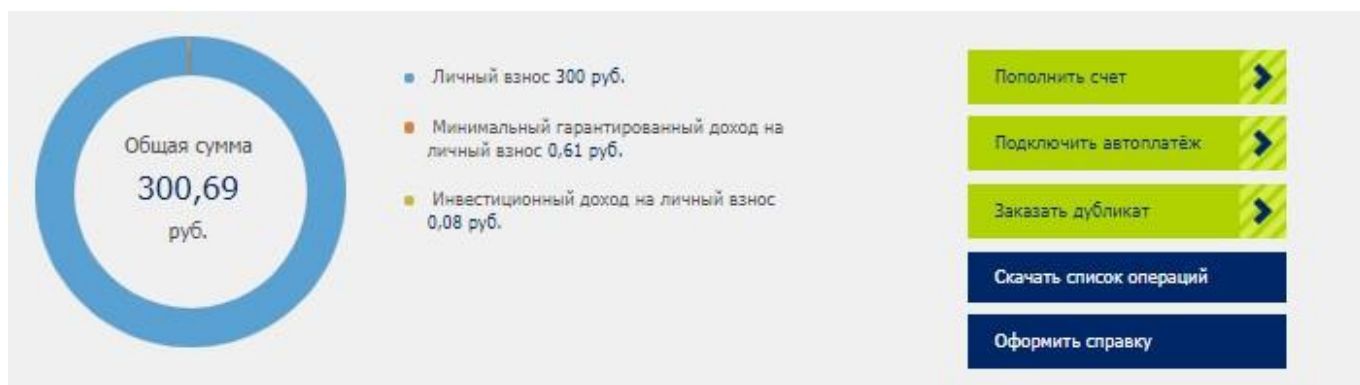 Общая сумма
300,69
руб.
Личный взнос 300 руб.
Минимальный гарантированный доход на
личный взнос 0,61 руб.
Инвестиционный доход на личный взнос
0,08 руб.
Пополнить счет
Подключить автоплатёж
Заказать дубликат
Скачать список операций
Оформить справку